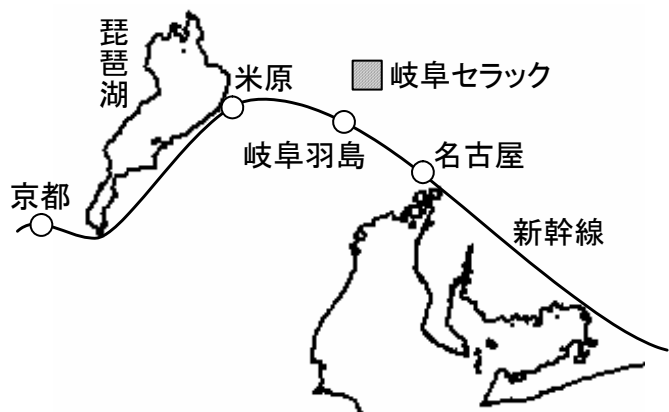 琵琶湖
米原
岐阜セラック
岐阜羽島
名古屋
京都
新幹線